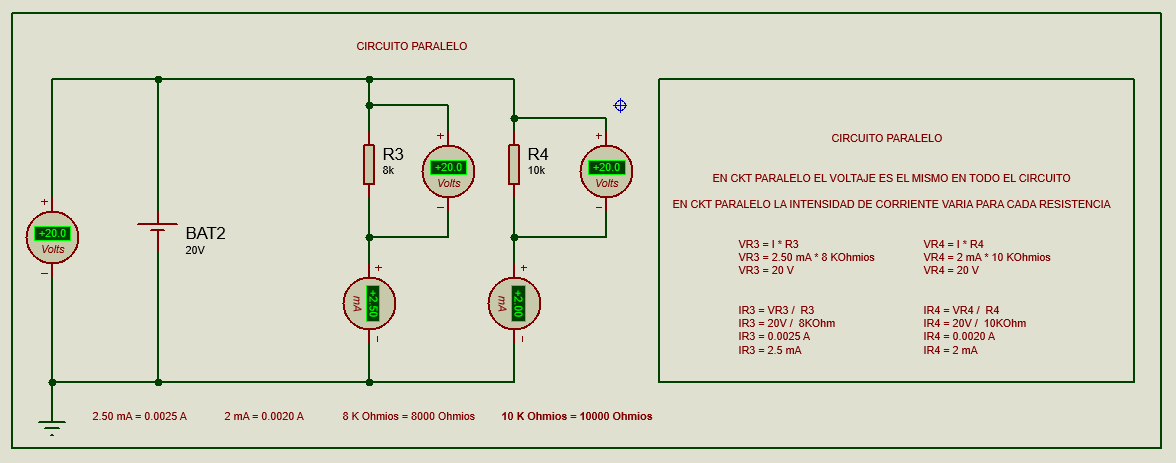 CIRCUITO PARALELO
+
+20.0
Volts
−
BAT2
20V
R3
8k
+
+20.0
Volts
−
+
+2.50
mA
−
R4
10k
+
+20.0
Volts
−
+
+2.00
mA
−
2.50 mA = 0.0025 A
2 mA = 0.0020 A
8 K Ohmios = 8000 Ohmios
10 K Ohmios = 10000 Ohmios
CIRCUITO PARALELO
EN CKT PARALELO EL VOLTAJE ES EL MISMO EN TODO EL CIRCUITO
EN CKT PARALELO LA INTENSIDAD DE CORRIENTE VARIA PARA CADA RESISTENCIA
VR3 = I * R3
VR3 = 2.50 mA * 8 KOhmios
VR3 = 20 V
VR4 = I * R4
VR4 = 2 mA * 10 KOhmios
VR4 = 20 V
IR3 = VR3 / R3
IR3 = 20V / 8KOhm
IR3 = 0.0025 A
IR3 = 2.5 mA
IR4 = VR4 / R4
IR4 = 20V / 10KOhm
IR4 = 0.0020 A
IR4 = 2 mA